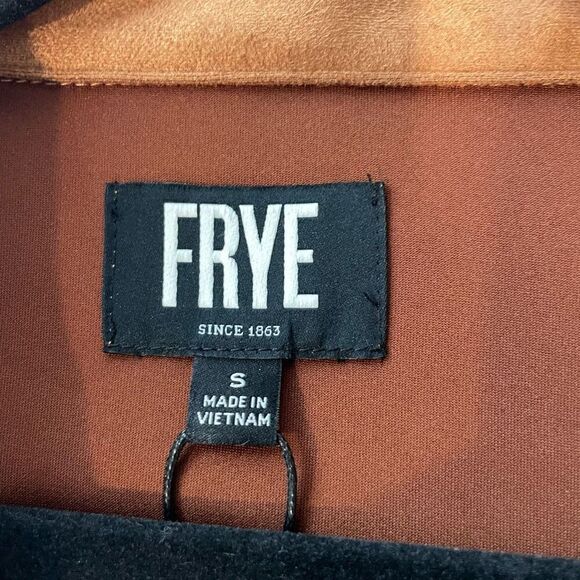 FRYE
SINCE 1863
S
MADE IN
VIETNAM